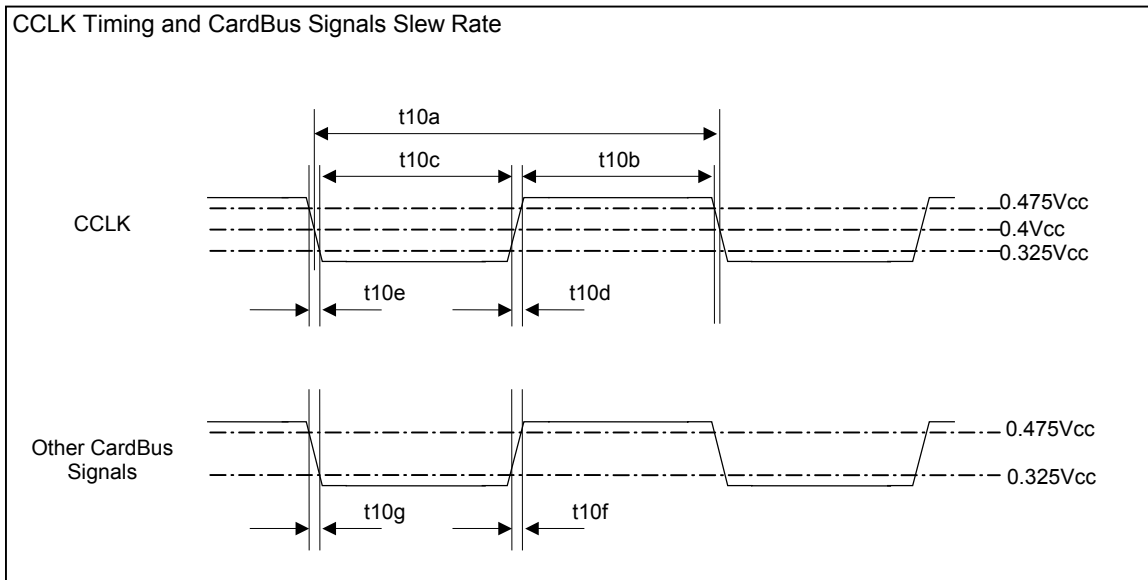 CCLK Timing and CardBus Signals Slew Rate
t10a
t10c
t10b
CCLK
0.475Vcc
0.4Vcc
0.325Vcc
t10e
t10d
Other CardBus
Signals
0.475Vcc
0.325Vcc
t10g
t10f